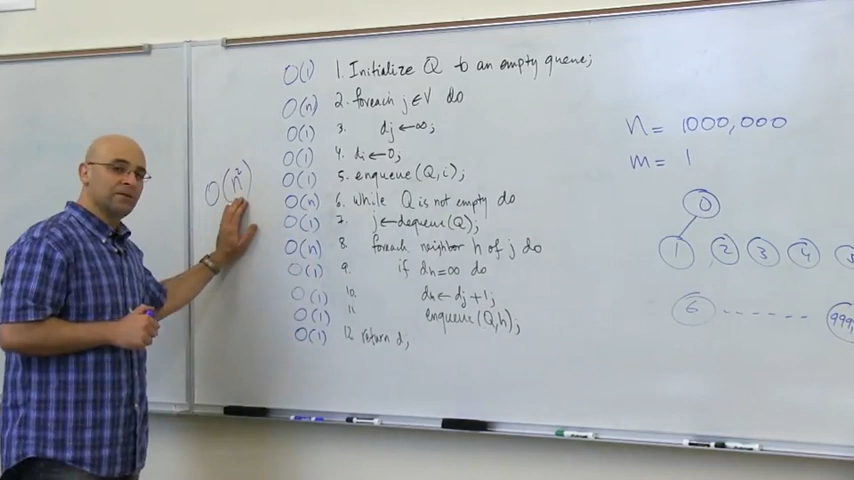 O(1) 1. Initialize Q to an empty queue;
O(n) 2. foreach j ∈ V do
O(1) 3. dj ← ∞;
O(1) 4. di ← 0;
O(1) 5. enqueue(Q,i);
O(n) 6. while Q is not empty do
O(1) 7. j ← dequeue(Q);
O(n) 8. foreach neighbor h of j do
O(1) 9. if dh = ∞ do
O(1) 10. dh ← dj + 1;
O(1) 11 enqueue(Q,h);
O(1) 12 return d;
O(n²)
n = 1000,000
m = 1
0
1 2 3 4 5
6 ------ 999,